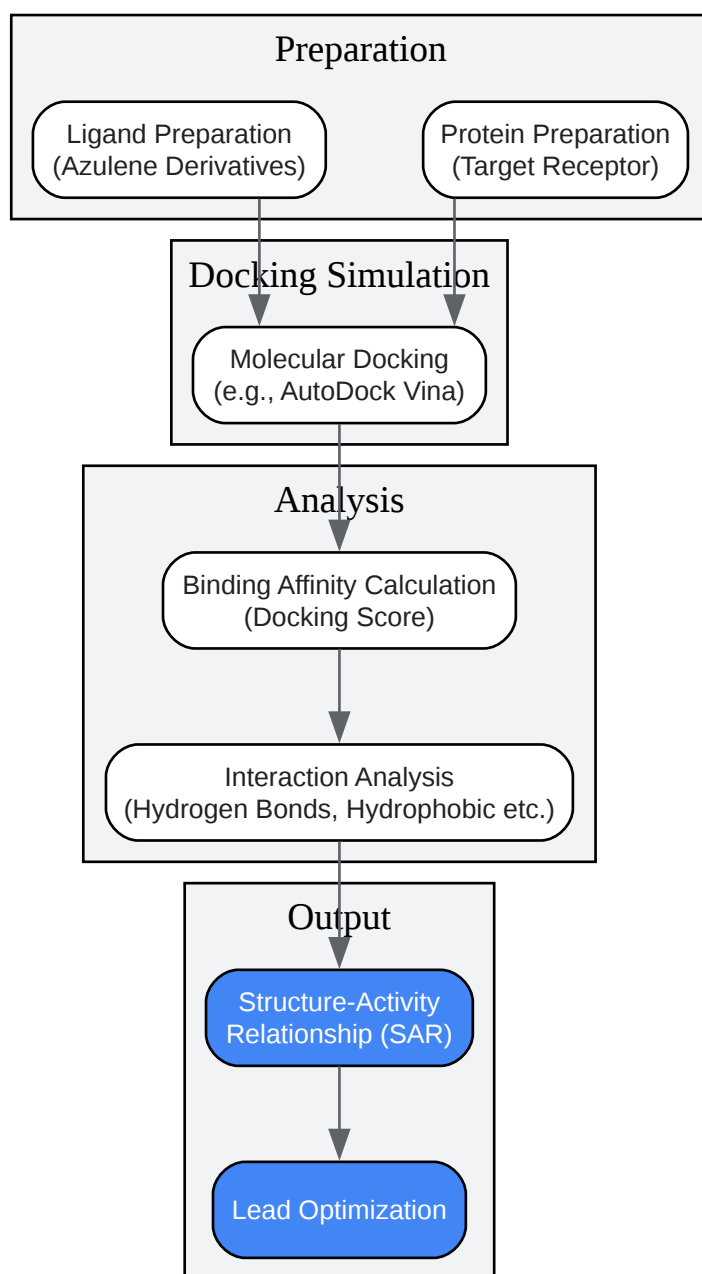 Preparation
Ligand Preparation
(Azulene Derivatives)
Protein Preparation
(Target Receptor)
Docking Simulation
Molecular Docking
(e.g., AutoDock Vina)
Analysis
Binding Affinity Calculation
(Docking Score)
Interaction Analysis
(Hydrogen Bonds, Hydrophobic etc.)
Output
Structure-Activity
Relationship (SAR)
Lead Optimization